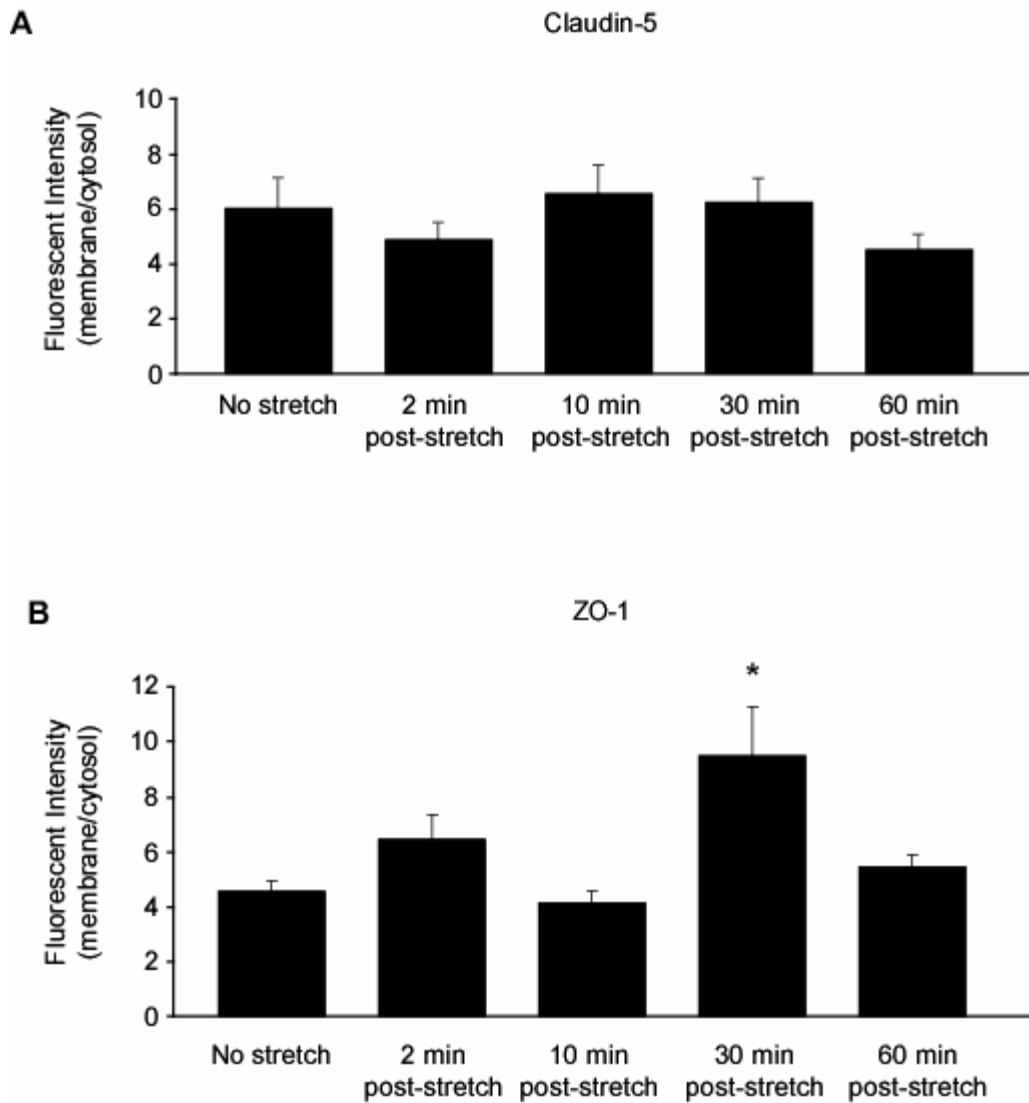 A
Claudin-5
Fluorescent Intensity
(membrane/cytosol)
10
8
6
4
2
0
No stretch
2 min
post-stretch
10 min
post-stretch
30 min
post-stretch
60 min
post-stretch
B
ZO-1
*
Fluorescent Intensity
(membrane/cytosol)
12
10
8
6
4
2
0
No stretch
2 min
post-stretch
10 min
post-stretch
30 min
post-stretch
60 min
post-stretch